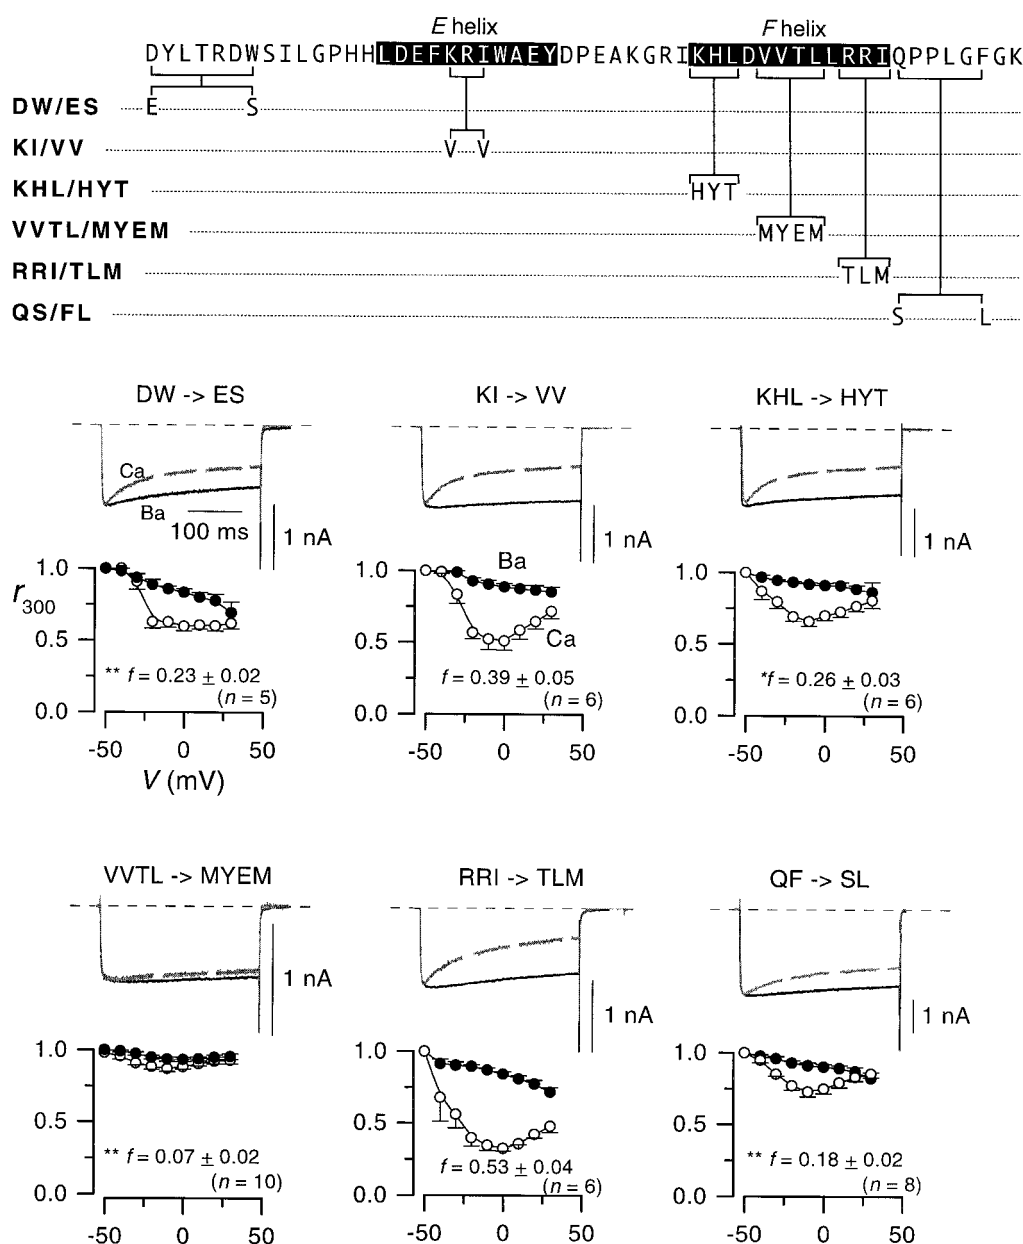 E helix F helix
DYLTRDWSILGPHHLDEFKRIWAEYDPEAKGRIKHLDVVTLLRRIQPPLGFGK
DW/ES E S
KI/VV V V
KHL/HYT HYT
VVTL/MYEM MYEM
RRI/TLM TLM
QS/FL S L
DW -> ES KI -> VV KHL -> HYT
Ca
Ba 100 ms 1 nA 1 nA 1 nA
1.0 1.0 Ba 1.0
r300
0.5 0.5 Ca 0.5
** f = 0.23 ± 0.02 f = 0.39 ± 0.05 *f = 0.26 ± 0.03
(n = 5) (n = 6) (n = 6)
0.0 0.0 0.0
-50 0 50 -50 0 50 -50 0 50
V (mV)
VVTL -> MYEM RRI -> TLM QF -> SL
1 nA 1 nA 1 nA
1.0 1.0 1.0
0.5 0.5 0.5
** f = 0.07 ± 0.02 f = 0.53 ± 0.04 ** f = 0.18 ± 0.02
(n = 10) (n = 6) (n = 8)
0.0 0.0 0.0
-50 0 50 -50 0 50 -50 0 50